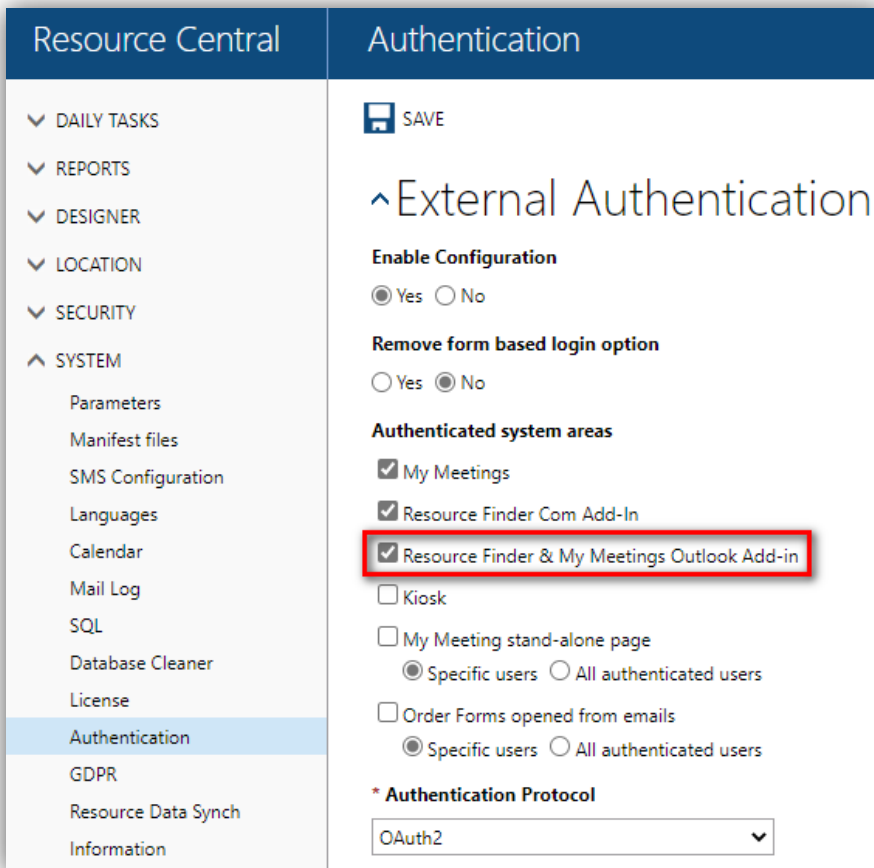 Resource Central
Authentication
DAILY TASKS
REPORTS
DESIGNER
LOCATION
SECURITY
SYSTEM
Parameters
Manifest files
SMS Configuration
Languages
Calendar
Mail Log
SQL
Database Cleaner
License
Authentication
GDPR
Resource Data Synch
Information
SAVE
External Authentication
Enable Configuration
Yes No
Remove form based login option
Yes No
Authenticated system areas
My Meetings
Resource Finder Com Add-In
Resource Finder & My Meetings Outlook Add-in
Kiosk
My Meeting stand-alone page
Specific users All authenticated users
Order Forms opened from emails
Specific users All authenticated users
* Authentication Protocol
OAuth2